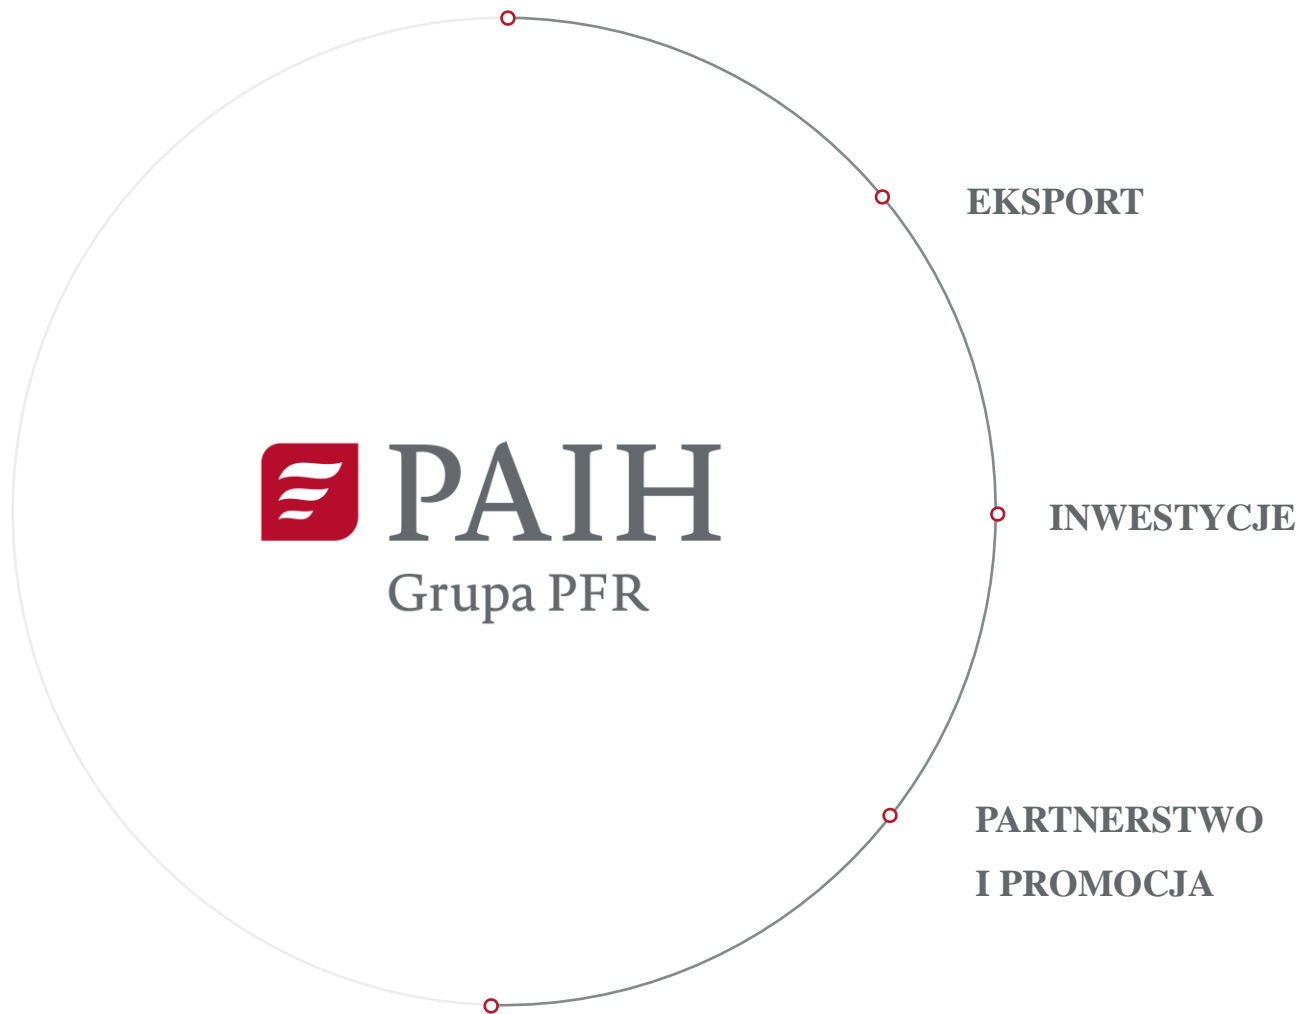 EKSPORT
PAIH
Grupa PFR
INWESTYCJE
PARTNERSTWO
I PROMOCJA